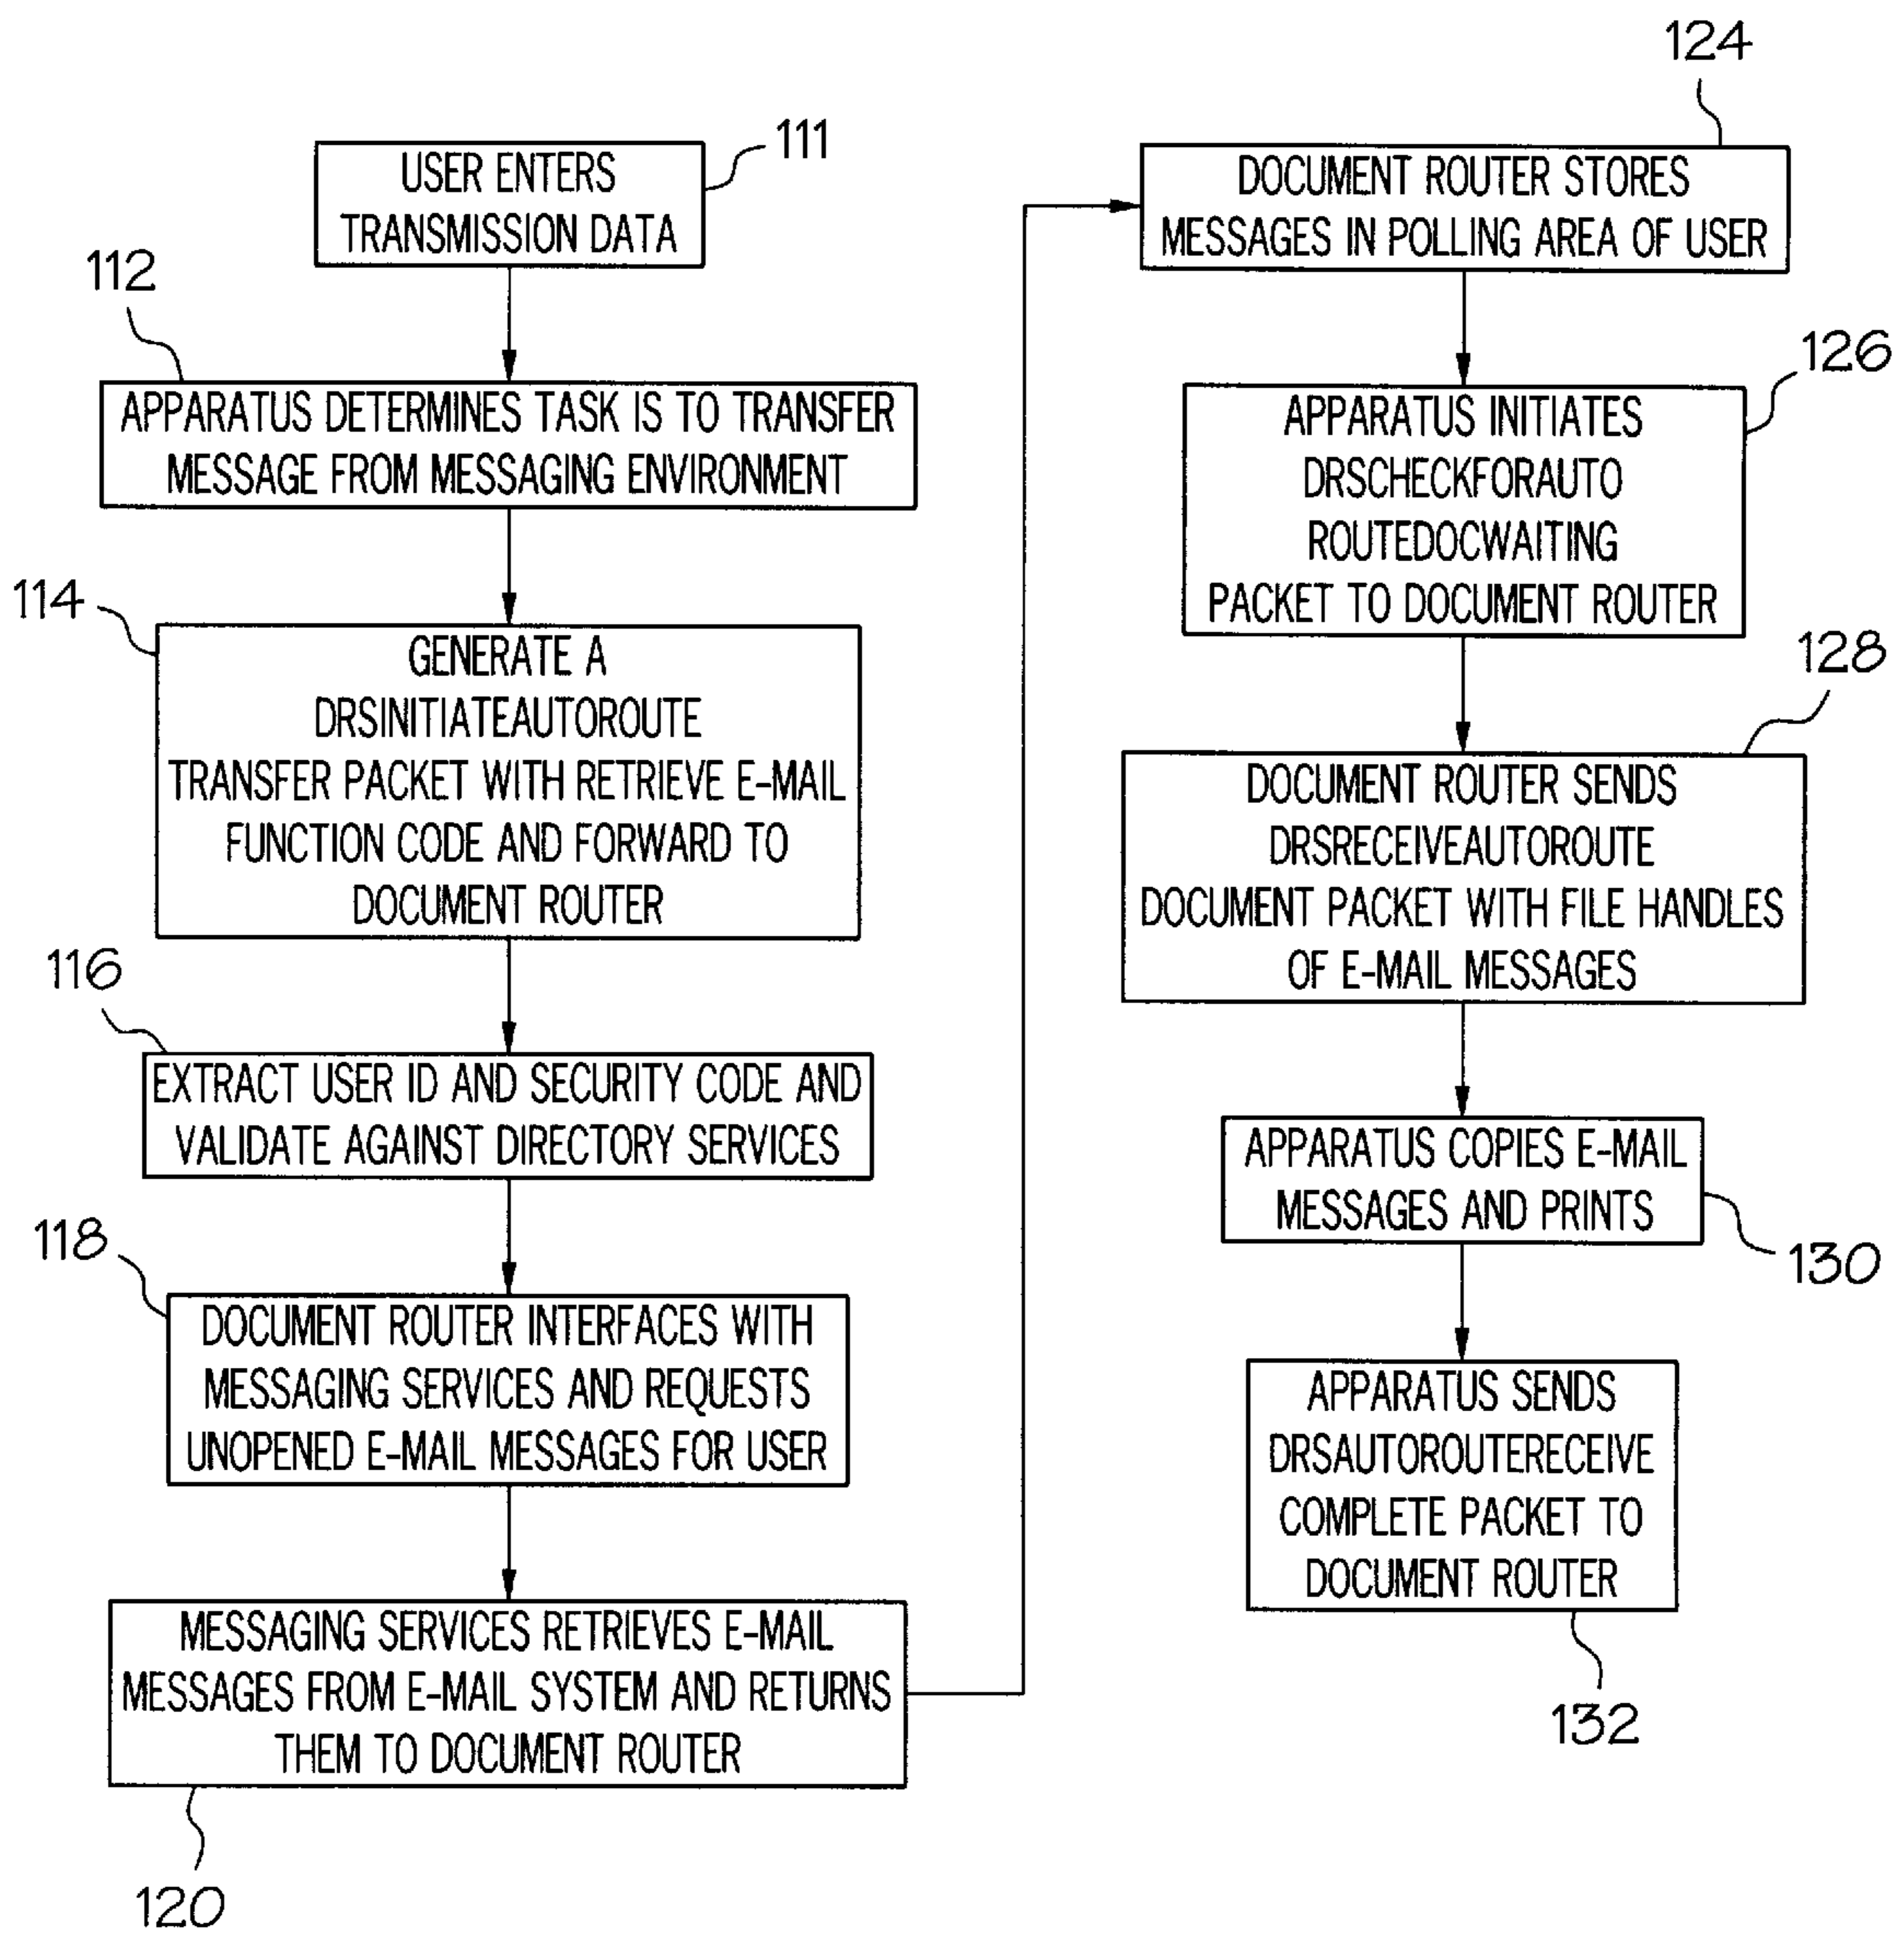 111
USER ENTERS
TRANSMISSION DATA
112
APPARATUS DETERMINES TASK IS TO TRANSFER
MESSAGE FROM MESSAGING ENVIRONMENT
114
GENERATE A
DRSINITIATEAUTOROUTE
TRANSFER PACKET WITH RETRIEVE E-MAIL
FUNCTION CODE AND FORWARD TO
DOCUMENT ROUTER
116
EXTRACT USER ID AND SECURITY CODE AND
VALIDATE AGAINST DIRECTORY SERVICES
118
DOCUMENT ROUTER INTERFACES WITH
MESSAGING SERVICES AND REQUESTS
UNOPENED E-MAIL MESSAGES FOR USER
MESSAGING SERVICES RETRIEVES E-MAIL
MESSAGES FROM E-MAIL SYSTEM AND RETURNS
THEM TO DOCUMENT ROUTER
120
124
DOCUMENT ROUTER STORES
MESSAGES IN POLLING AREA OF USER
126
APPARATUS INITIATES
DRSCHECKFORAUTO
ROUTEDOCWAITING
PACKET TO DOCUMENT ROUTER
128
DOCUMENT ROUTER SENDS
DRSRECEIVEAUTOROUTE
DOCUMENT PACKET WITH FILE HANDLES
OF E-MAIL MESSAGES
APPARATUS COPIES E-MAIL
MESSAGES AND PRINTS
130
APPARATUS SENDS
DRSAUTOROUTERECEIVE
COMPLETE PACKET TO
DOCUMENT ROUTER
132